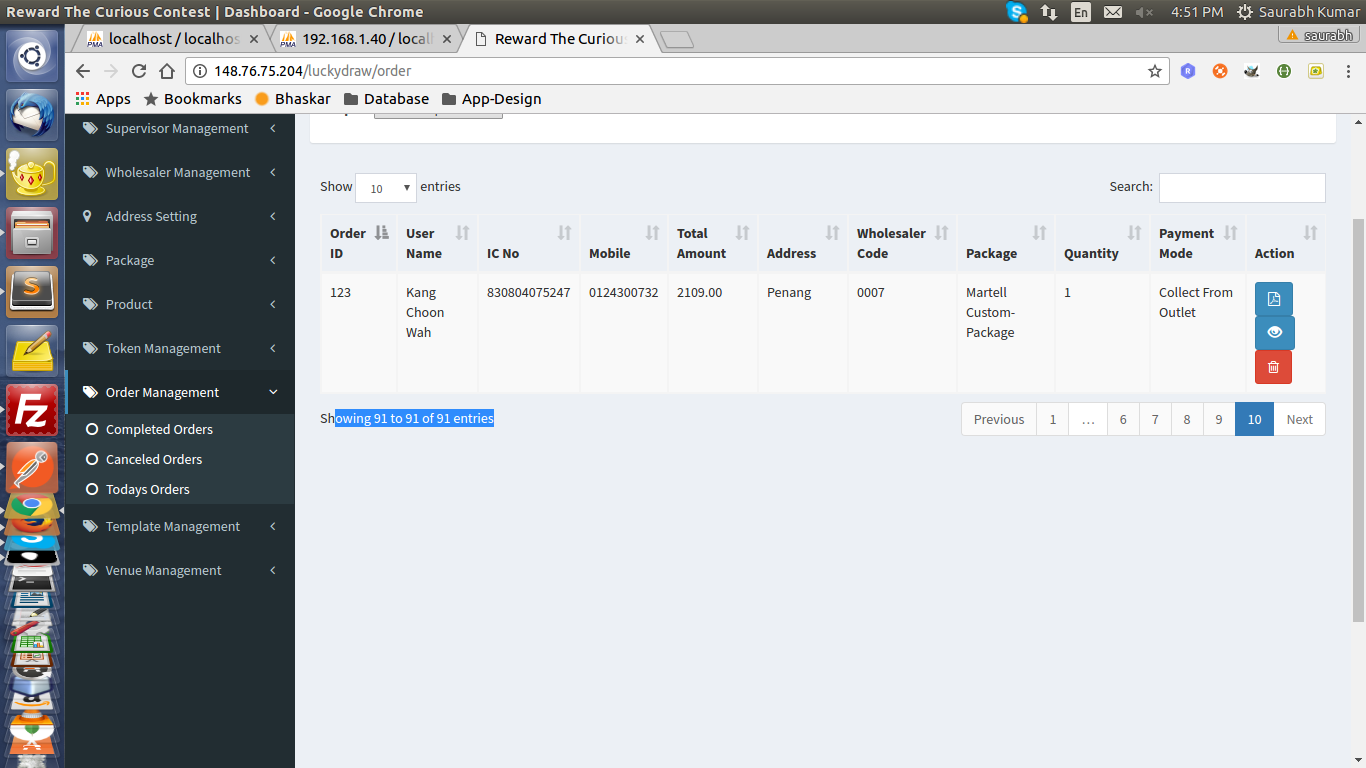 Reward The Curious Contest | Dashboard - Google Chrome
En
4:51 PM
Saurabh Kumar
localhost / localhos
192.168.1.40 / local
Reward The Curiou
saurabh
148.76.75.204/luckydraw/order
Apps
Bookmarks
Bhaskar
Database
App-Design
Supervisor Management
Wholesaler Management
Address Setting
Package
Product
Token Management
Order Management
Completed Orders
Canceled Orders
Todays Orders
Template Management
Venue Management
Show 10 entries
Search:
Order ID
User Name
IC No
Mobile
Total Amount
Address
Wholesaler Code
Package
Quantity
Payment Mode
Action
123
Kang Choon Wah
830804075247
0124300732
2109.00
Penang
0007
Martell Custom-Package
1
Collect From Outlet
Showing 91 to 91 of 91 entries
Previous 1 … 6 7 8 9 10 Next